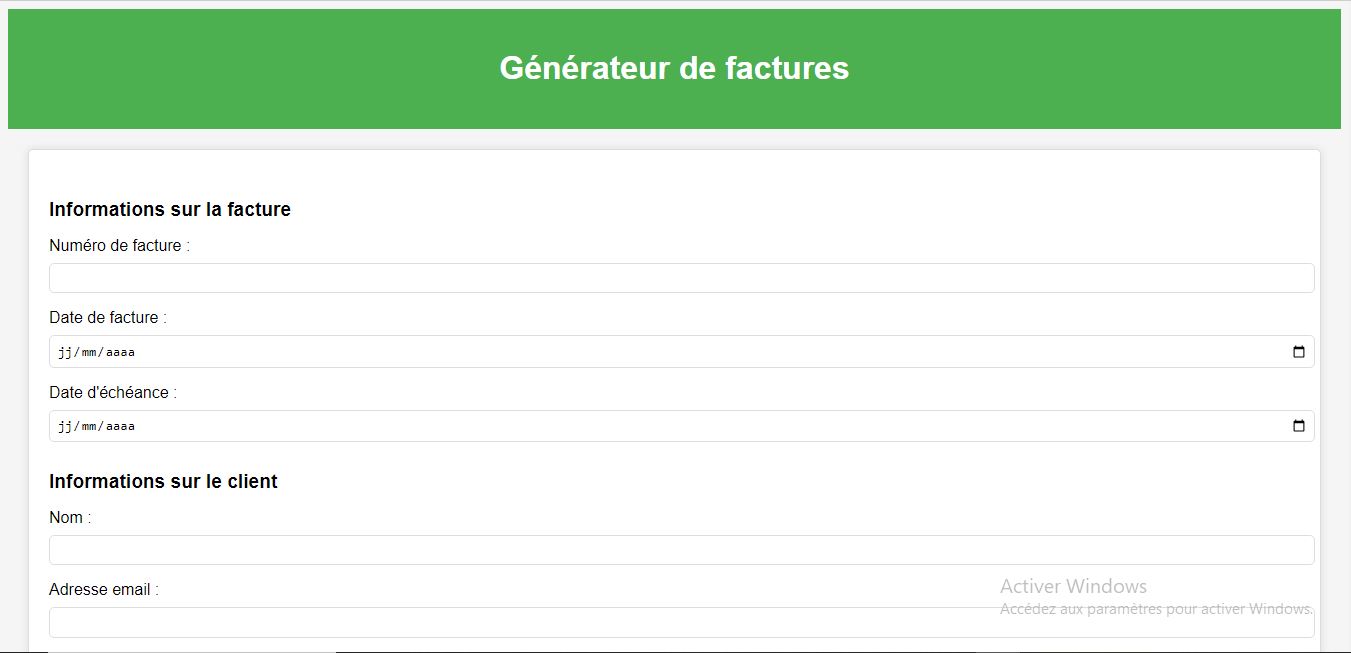 Générateur de factures
Informations sur la facture
Numéro de facture :
Date de facture :
jj/mm/aaaa
Date d'échéance :
jj/mm/aaaa
Informations sur le client
Nom :
Adresse email :
Activer Windows
Accédez aux paramètres pour activer Windows.